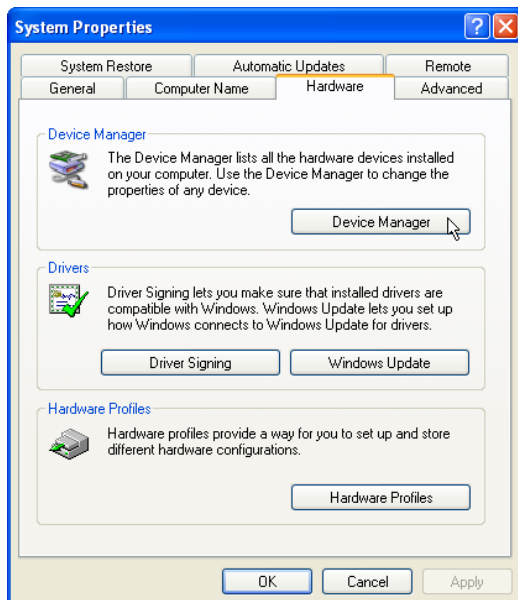 System Properties
System Restore Automatic Updates Remote
General Computer Name Hardware Advanced
Device Manager
The Device Manager lists all the hardware devices installed
on your computer. Use the Device Manager to change the
properties of any device.
Device Manager
Drivers
Driver Signing lets you make sure that installed drivers are
compatible with Windows. Windows Update lets you set up
how Windows connects to Windows Update for drivers.
Driver Signing Windows Update
Hardware Profiles
Hardware profiles provide a way for you to set up and store
different hardware configurations.
Hardware Profiles
OK Cancel Apply